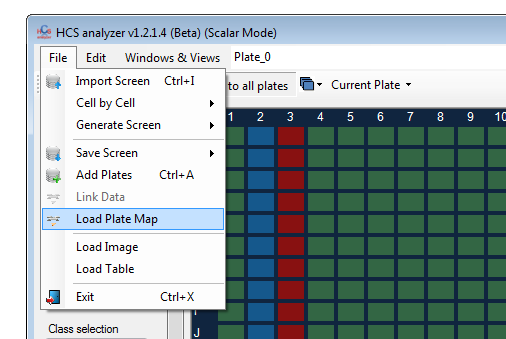 HCS analyzer v1.2.1.4 (Beta) (Scalar Mode)
File Edit Windows & Views Plate_0
Import Screen Ctrl+I
to all plates Current Plate
Cell by Cell
Generate Screen
1 2 3 4 5 6 7 8 9 10
Save Screen
Add Plates Ctrl+A
Link Data
Load Plate Map
Load Image
Load Table
Exit Ctrl+X
Class selection
J